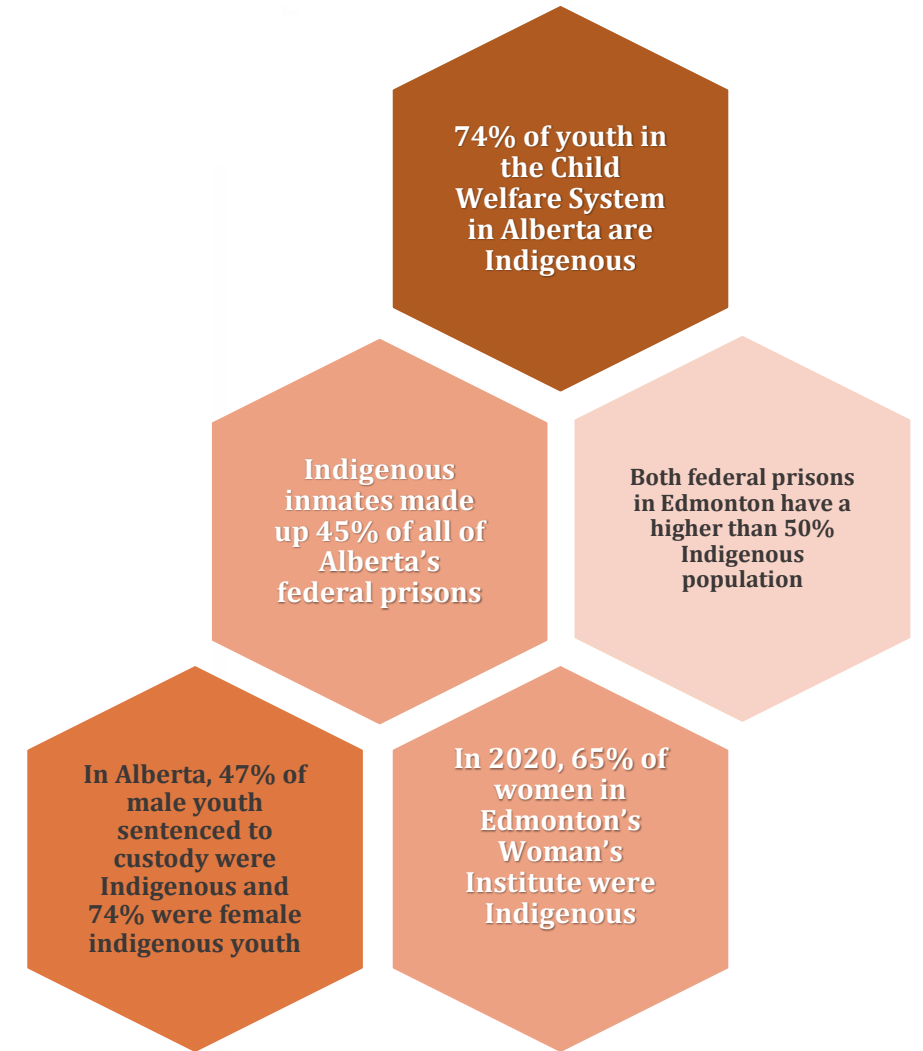 74% of youth in
the Child
Welfare System
in Alberta are
Indigenous
Indigenous
inmates made
up 45% of all of
Alberta’s
federal prisons
Both federal prisons
in Edmonton have a
higher than 50%
Indigenous
population
In Alberta, 47% of
male youth
sentenced to
custody were
Indigenous and
74% were female
indigenous youth
In 2020, 65% of
women in
Edmonton’s
Woman’s
Institute were
Indigenous